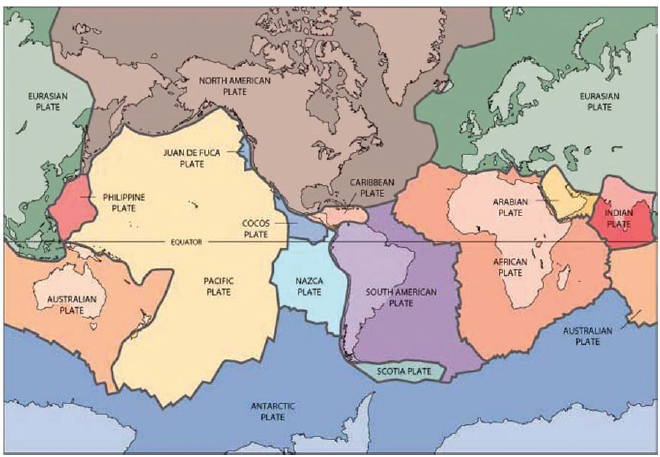 NORTH AMERICAN
PLATE
EURASIAN
PLATE
EURASIAN
PLATE
JUAN DE FUCA
PLATE
CARIBBEAN
PLATE
PHILIPPINE
PLATE
ARABIAN
PLATE
INDIAN
PLATE
COCOS
PLATE
EQUATOR
AFRICAN
PLATE
PACIFIC
PLATE
NAZCA
PLATE
SOUTH AMERICAN
PLATE
AUSTRALIAN
PLATE
AUSTRALIAN
PLATE
SCOTIA PLATE
ANTARCTIC
PLATE